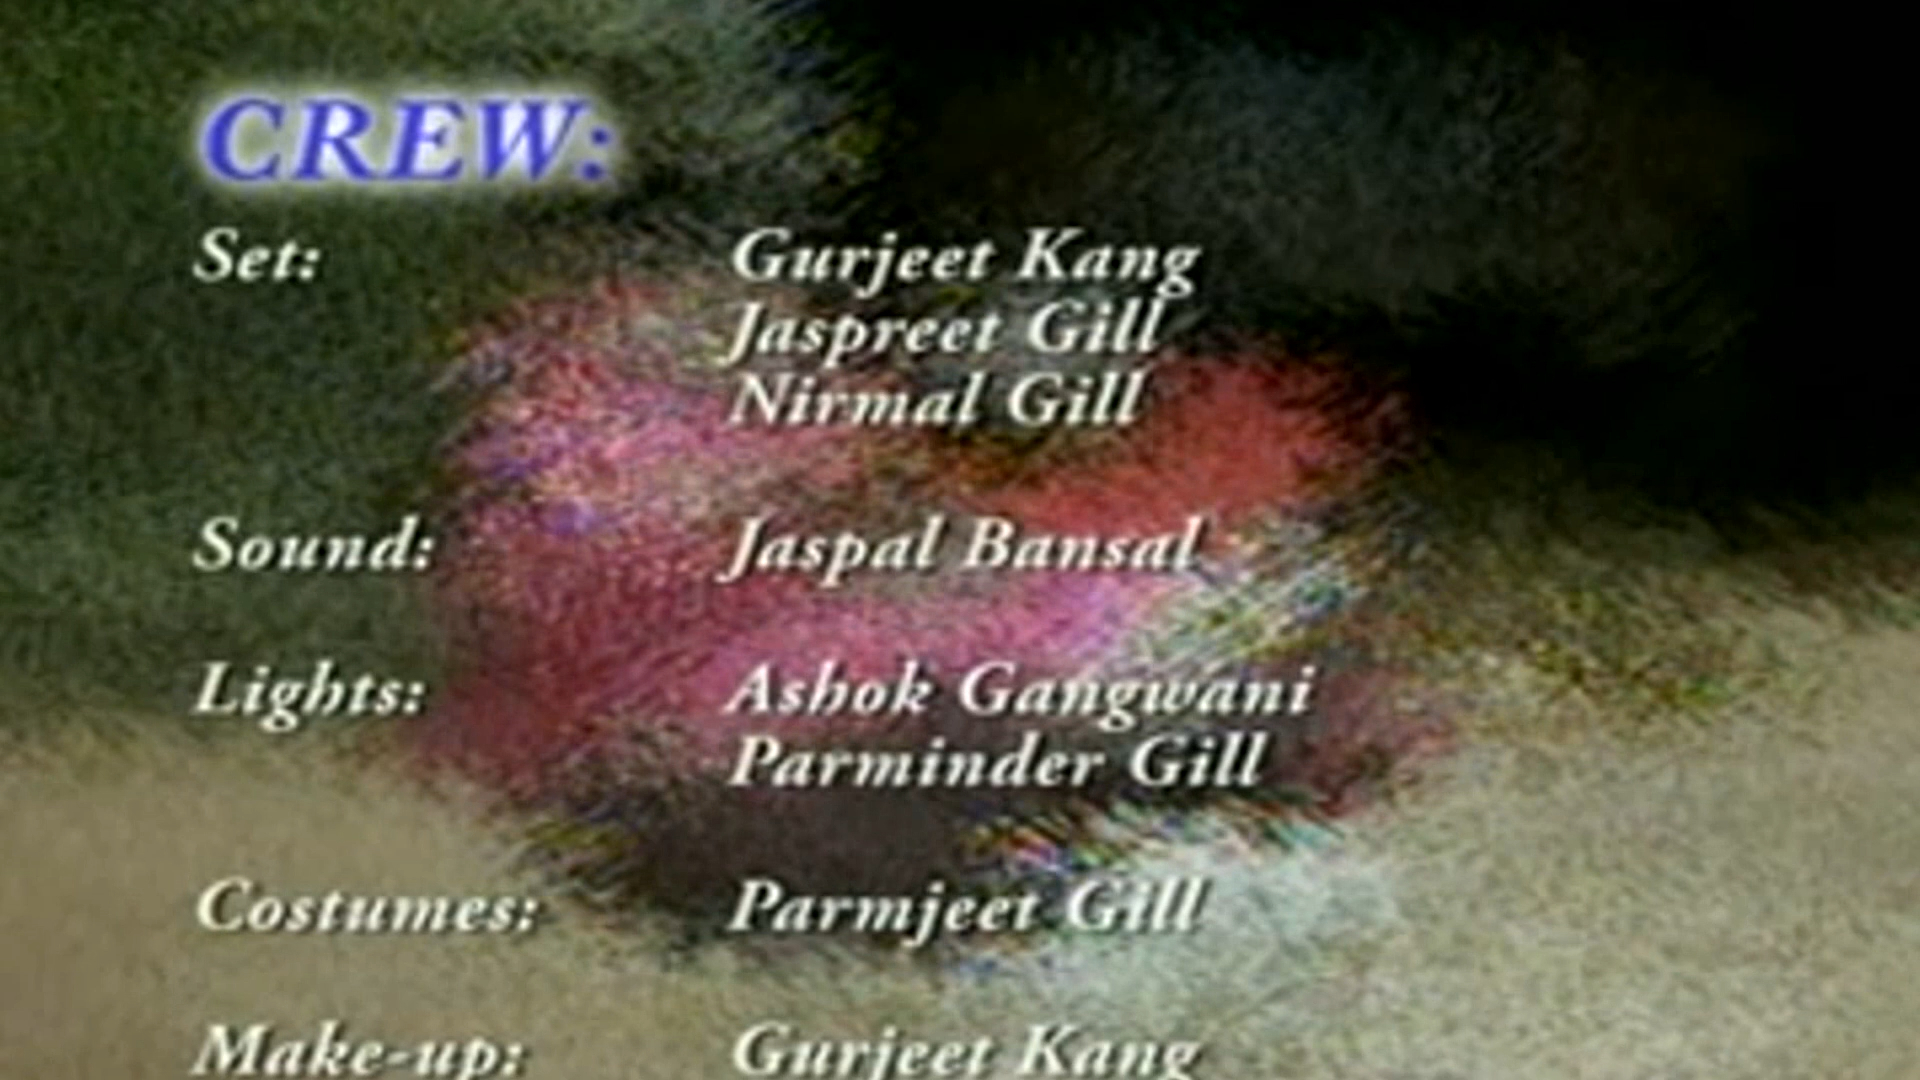 CREW:
Set: Gurjeet Kang
Jaspreet Gill
Nirmal Gill
Sound: Jaspal Bansal
Lights: Ashok Gangwani
Parminder Gill
Costumes: Parmjeet Gill
Make-up: Gurjeet Kang